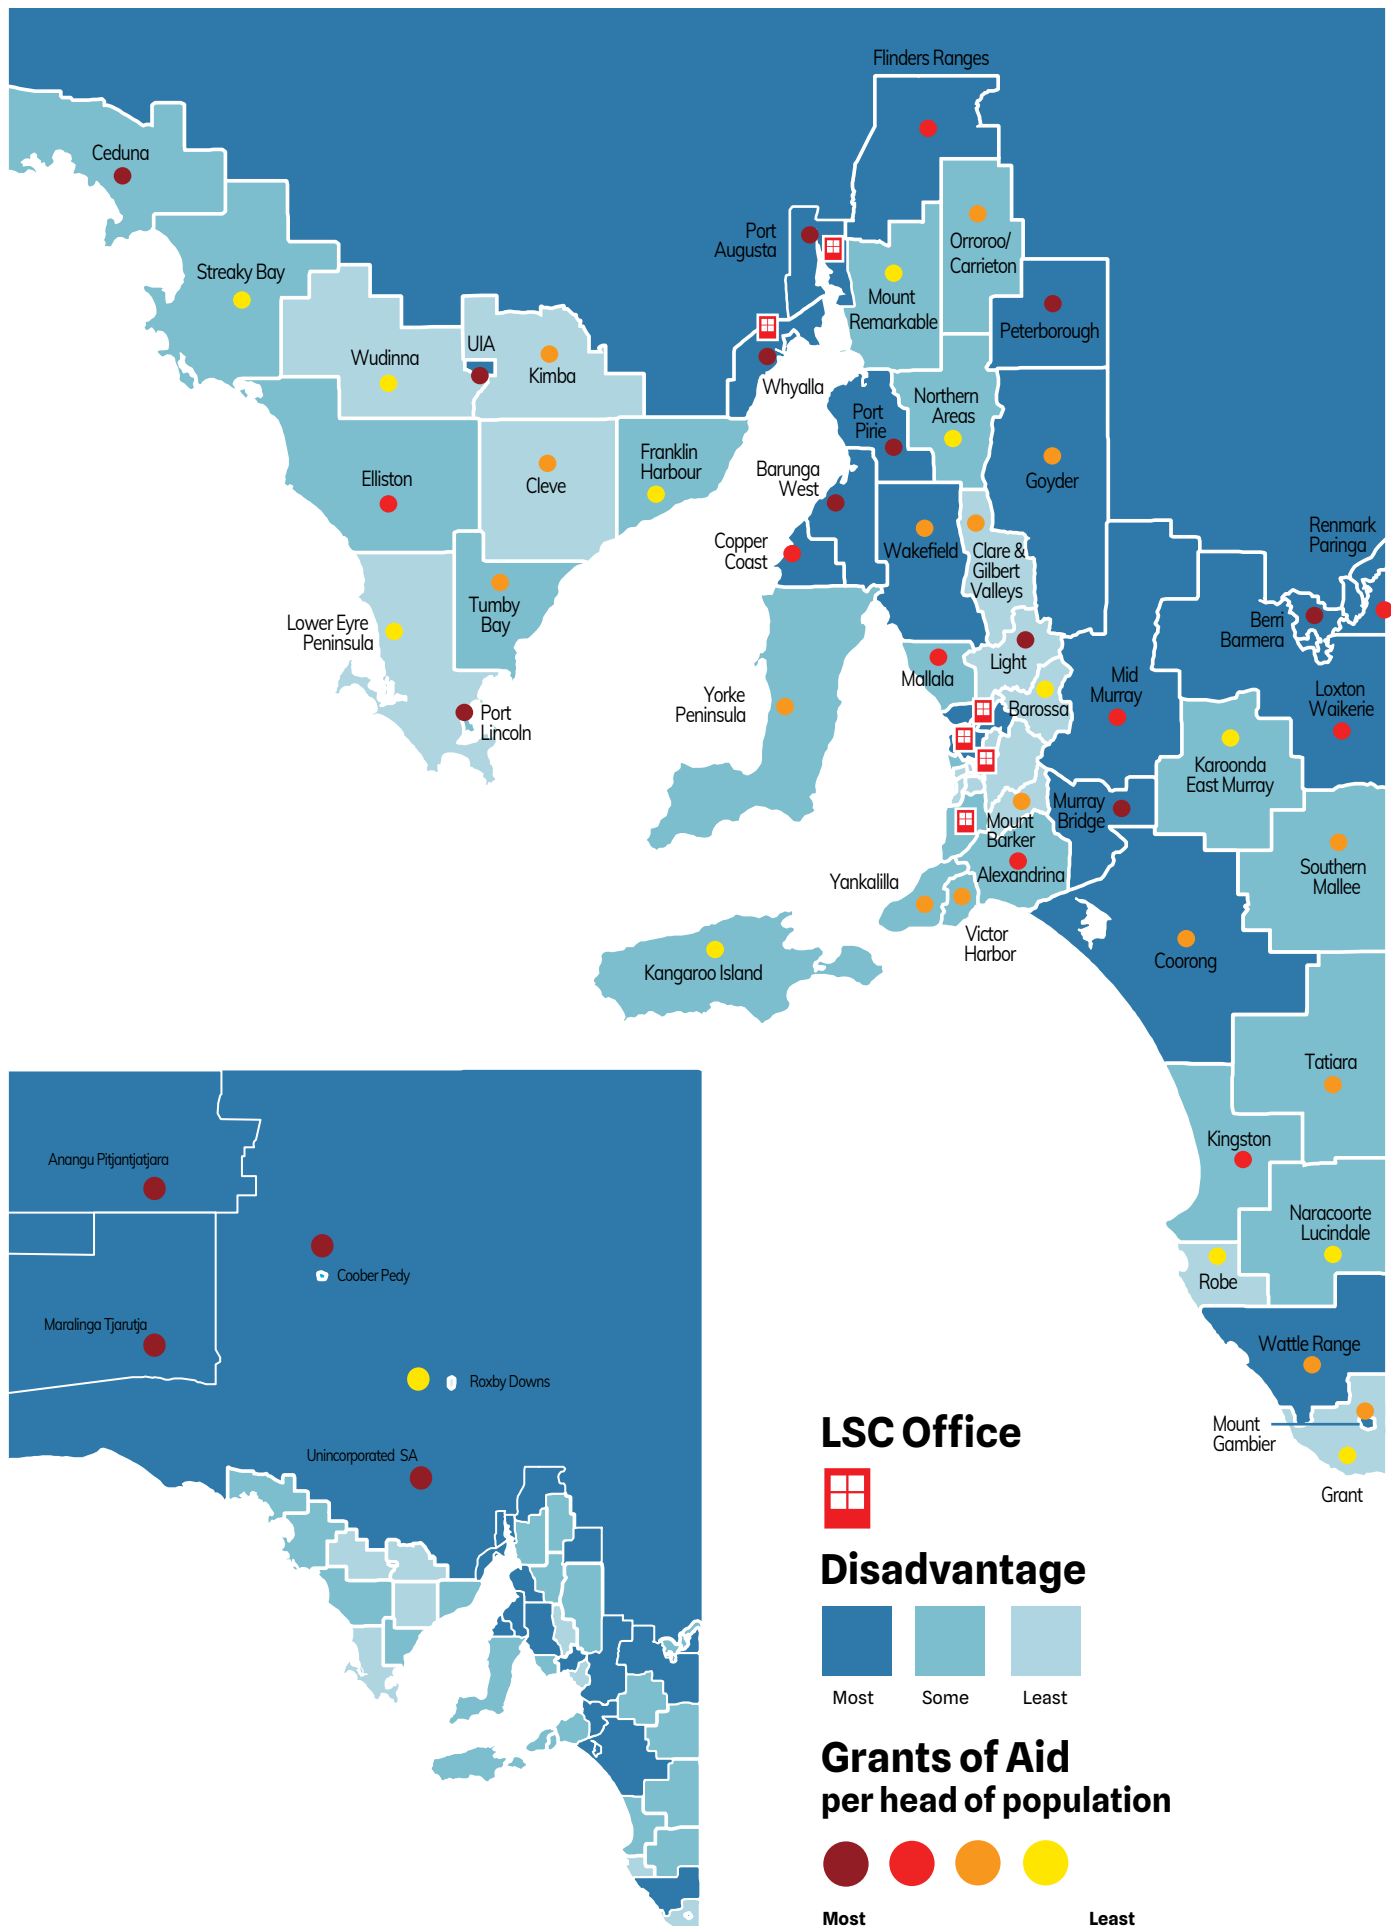 Flinders Ranges
Ceduna
Port
Augusta
Orroroo/
Carrieton
Streaky Bay
Mount
Remarkable
Peterborough
UIA
Wudinna
Kimba
Whyalla
Northern
Areas
Port
Pirie
Franklin
Harbour
Barunga
West
Elliston
Cleve
Goyder
Renmark
Paringa
Copper
Coast
Wakefield
Clare &
Gilbert
Valleys
Tumby
Bay
Lower Eyre
Peninsula
Berri
Barmera
Light
Mallala
Mid
Murray
Yorke
Peninsula
Barossa
Loxton
Waikerie
Port
Lincoln
Karoonda
East Murray
Murray
Bridge
Mount
Barker
Southern
Mallee
Alexandrina
Yankalilla
Victor
Harbor
Coorong
Kangaroo Island
Tatiara
Kingston
Anangu Pitjantjatjara
Naracoorte
Lucindale
Coober Pedy
Robe
Maralinga Tjarutja
Wattle Range
Roxby Downs
Mount
Gambier
Unincorporated SA
Grant
LSC Office
Disadvantage
Most Some Least
Grants of Aid
per head of population
Most Least